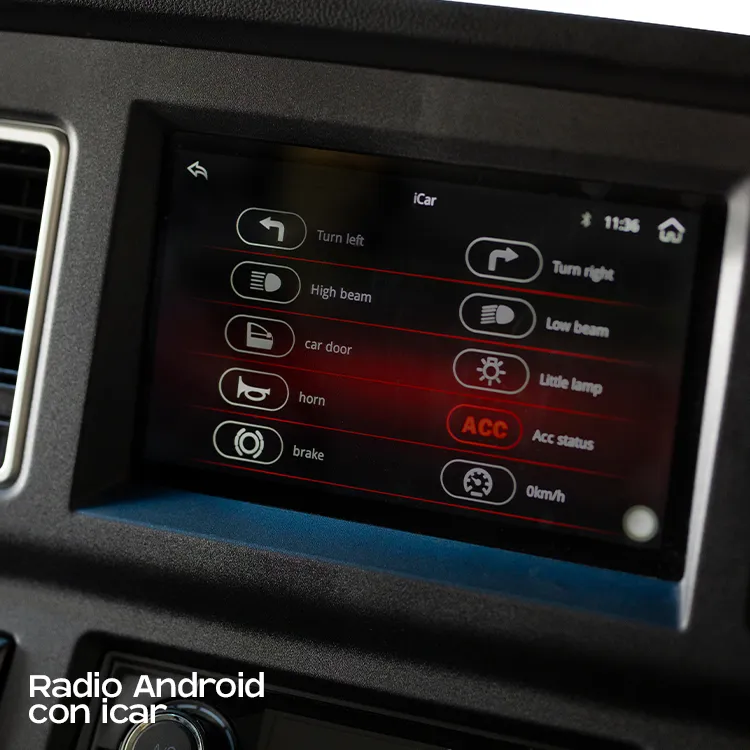 iCar
11:36
Turn left
Turn right
High beam
Low beam
car door
Little lamp
horn
ACC
Acc status
brake
0km/h
Radio Android
con icar
A/C